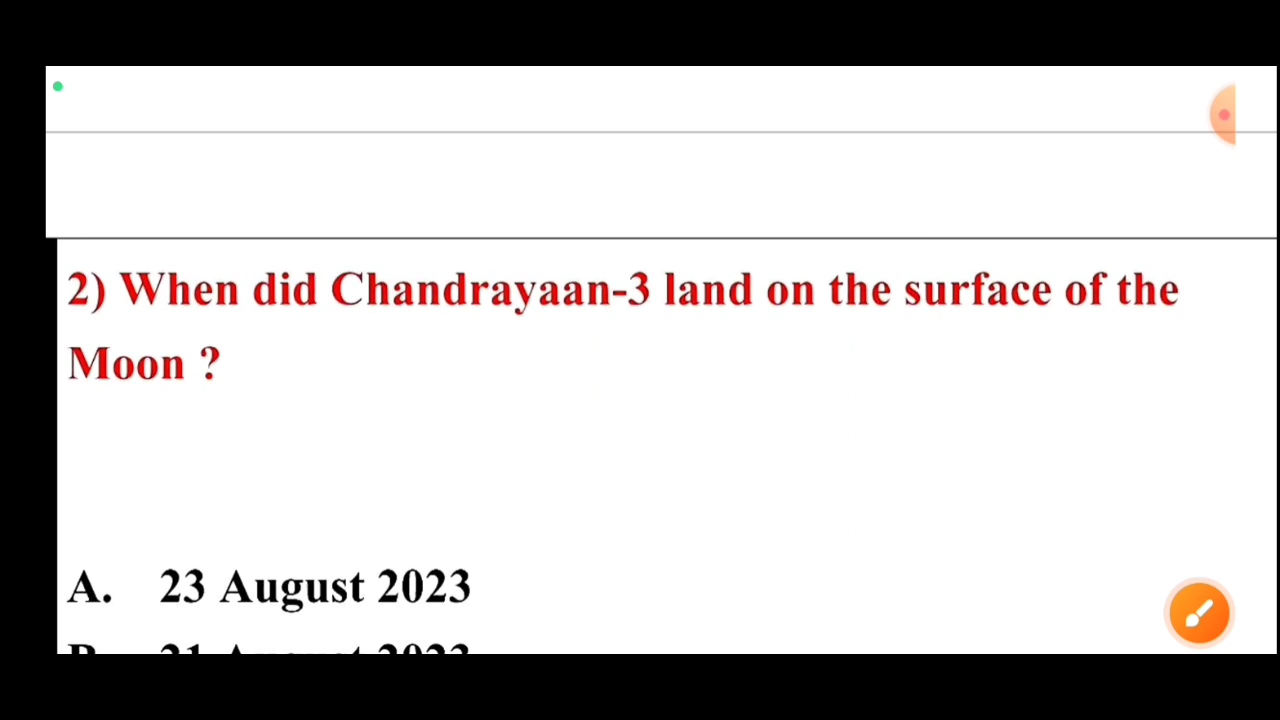 2) When did Chandrayaan-3 land on the surface of the
Moon ?
A. 23 August 2023